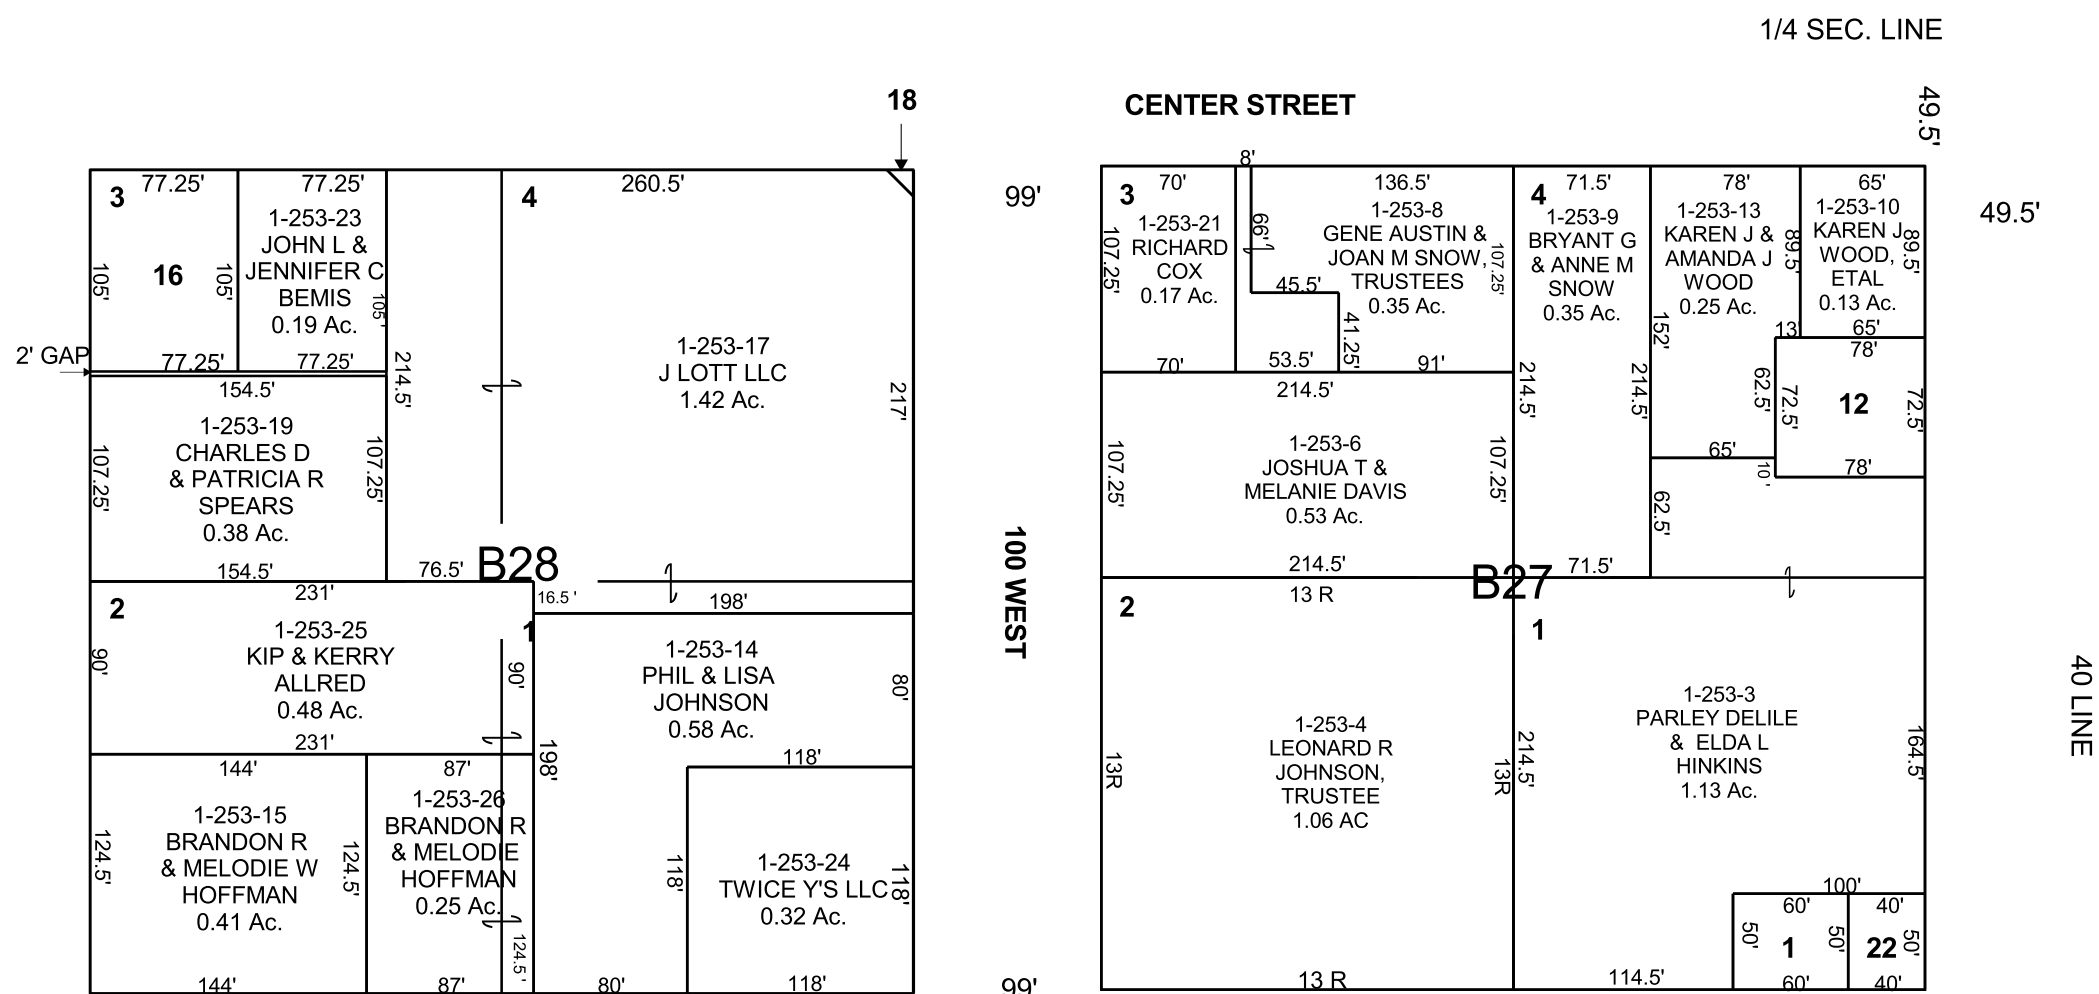 1/4 SEC. LINE
18
CENTER STREET
49.5'
99'
49.5'
3
77.25'
77.25'
105'
16
105'
1-253-23
JOHN L &
JENNIFER C
BEMIS
0.19 Ac.
105'
77.25'
77.25'
2' GAP
4
260.5'
1-253-17
J LOTT LLC
1.42 Ac.
214.5'
217'
154.5'
1-253-19
CHARLES D
& PATRICIA R
SPEARS
0.38 Ac.
107.25'
107.25'
154.5'
76.5'
B28
16.5 '
198'
2
231'
1-253-25
KIP & KERRY
ALLRED
0.48 Ac.
90'
90'
231'
1
1-253-14
PHIL & LISA
JOHNSON
0.58 Ac.
80'
198'
118'
144'
1-253-15
BRANDON R
& MELODIE W
HOFFMAN
0.41 Ac.
124.5'
124.5'
144'
87'
1-253-26
BRANDON R
& MELODIE
HOFFMAN
0.25 Ac.
124.5 '
87'
80'
118'
1-253-24
TWICE Y'S LLC
0.32 Ac.
118'
118'
100 WEST
99'
8'
3
70'
1-253-21
RICHARD
COX
0.17 Ac.
107.25'
70'
66'
45.5'
41.25'
53.5'
136.5'
1-253-8
GENE AUSTIN &
JOAN M SNOW,
TRUSTEES
0.35 Ac.
107.25'
91'
4
71.5'
1-253-9
BRYANT G
& ANNE M
SNOW
0.35 Ac.
214.5'
214.5'
71.5'
78'
1-253-13
KAREN J &
AMANDA J
WOOD
0.25 Ac.
152'
89.5'
13'
62.5'
65'
10 '
62.5'
65'
1-253-10
KAREN J
WOOD,
ETAL
0.13 Ac.
89.5'
65'
78'
12
72.5'
72.5'
78'
214.5'
1-253-6
JOSHUA T &
MELANIE DAVIS
0.53 Ac.
107.25'
107.25'
214.5'
B27
2
13 R
1-253-4
LEONARD R
JOHNSON,
TRUSTEE
1.06 AC
13R
13R
13 R
1
1-253-3
PARLEY DELILE
& ELDA L
HINKINS
1.13 Ac.
214.5'
164.5'
114.5'
100'
60'
40'
50'
1
50'
22
50'
60'
40'
40 LINE